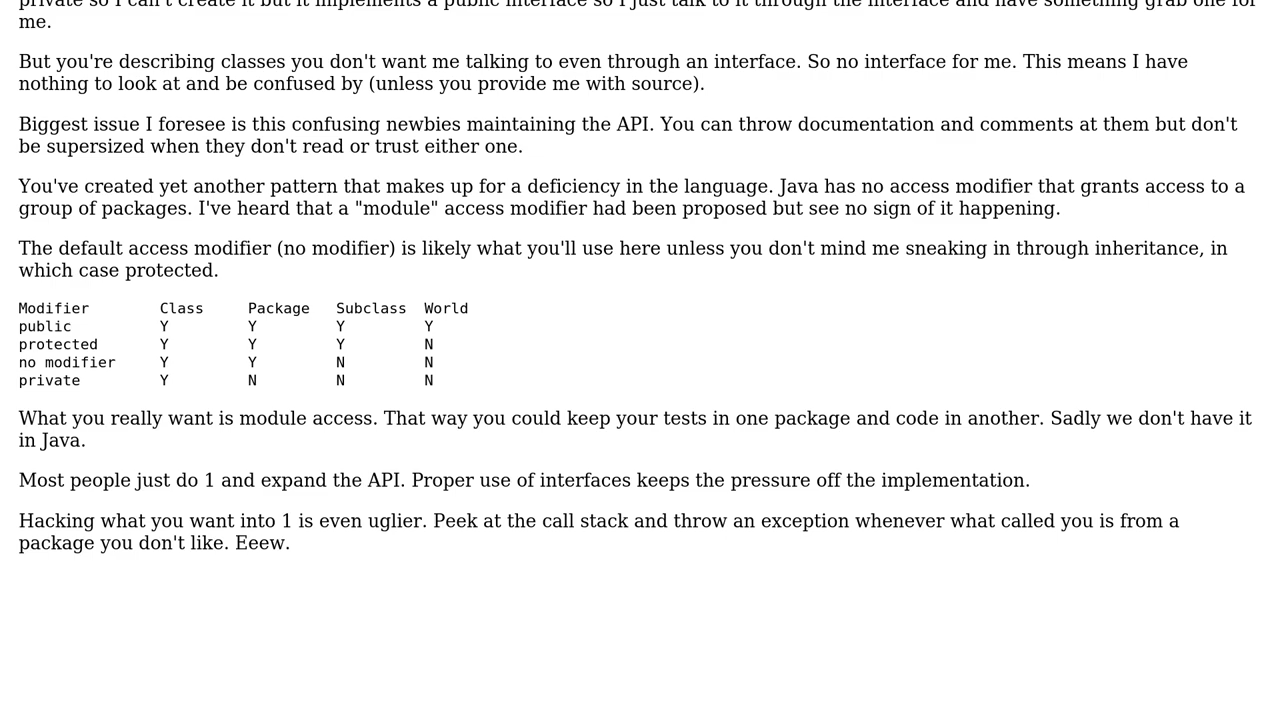 private so I can't create it but it implements a public interface so I just talk to it through the interface and have something grab one for
me.
But you're describing classes you don't want me talking to even through an interface. So no interface for me. This means I have
nothing to look at and be confused by (unless you provide me with source).
Biggest issue I foresee is this confusing newbies maintaining the API. You can throw documentation and comments at them but don't
be supersized when they don't read or trust either one.
You've created yet another pattern that makes up for a deficiency in the language. Java has no access modifier that grants access to a
group of packages. I've heard that a "module" access modifier had been proposed but see no sign of it happening.
The default access modifier (no modifier) is likely what you'll use here unless you don't mind me sneaking in through inheritance, in
which case protected.
Modifier        Class     Package   Subclass  World
public          Y         Y         Y         Y
protected       Y         Y         Y         N
no modifier     Y         Y         N         N
private         Y         N         N         N
What you really want is module access. That way you could keep your tests in one package and code in another. Sadly we don't have it
in Java.
Most people just do 1 and expand the API. Proper use of interfaces keeps the pressure off the implementation.
Hacking what you want into 1 is even uglier. Peek at the call stack and throw an exception whenever what called you is from a
package you don't like. Eeew.